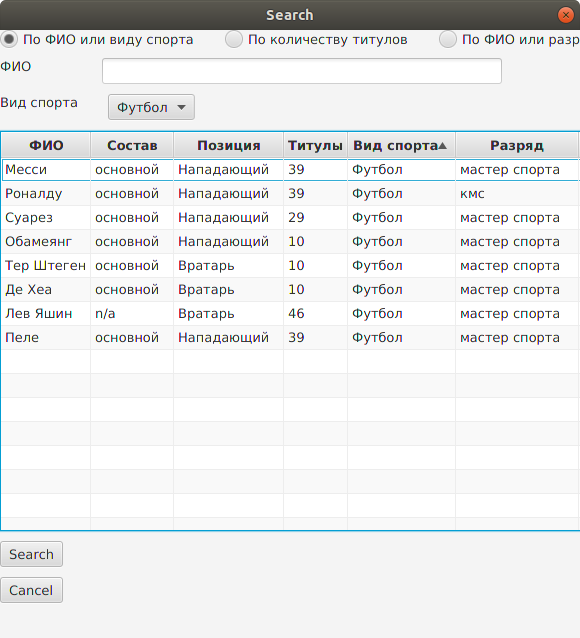 Search
По ФИО или виду спорта По количеству титулов По ФИО или разр
ФИО
Вид спорта Футбол
ФИО Состав Позиция Титулы Вид спорта Разряд
Месси основной Нападающий 39 Футбол мастер спорта
Роналду основной Нападающий 39 Футбол кмс
Суарез основной Нападающий 29 Футбол мастер спорта
Обамеянг основной Нападающий 10 Футбол мастер спорта
Тер Штеген основной Вратарь 10 Футбол мастер спорта
Де Хеа основной Вратарь 10 Футбол мастер спорта
Лев Яшин n/a Вратарь 46 Футбол мастер спорта
Пеле основной Нападающий 39 Футбол мастер спорта
Search
Cancel